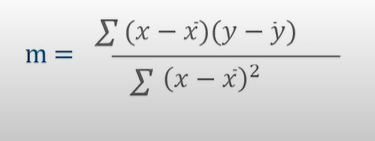 m = ∑ (x − x̄)(y − ȳ)
∑ (x − x̄)²